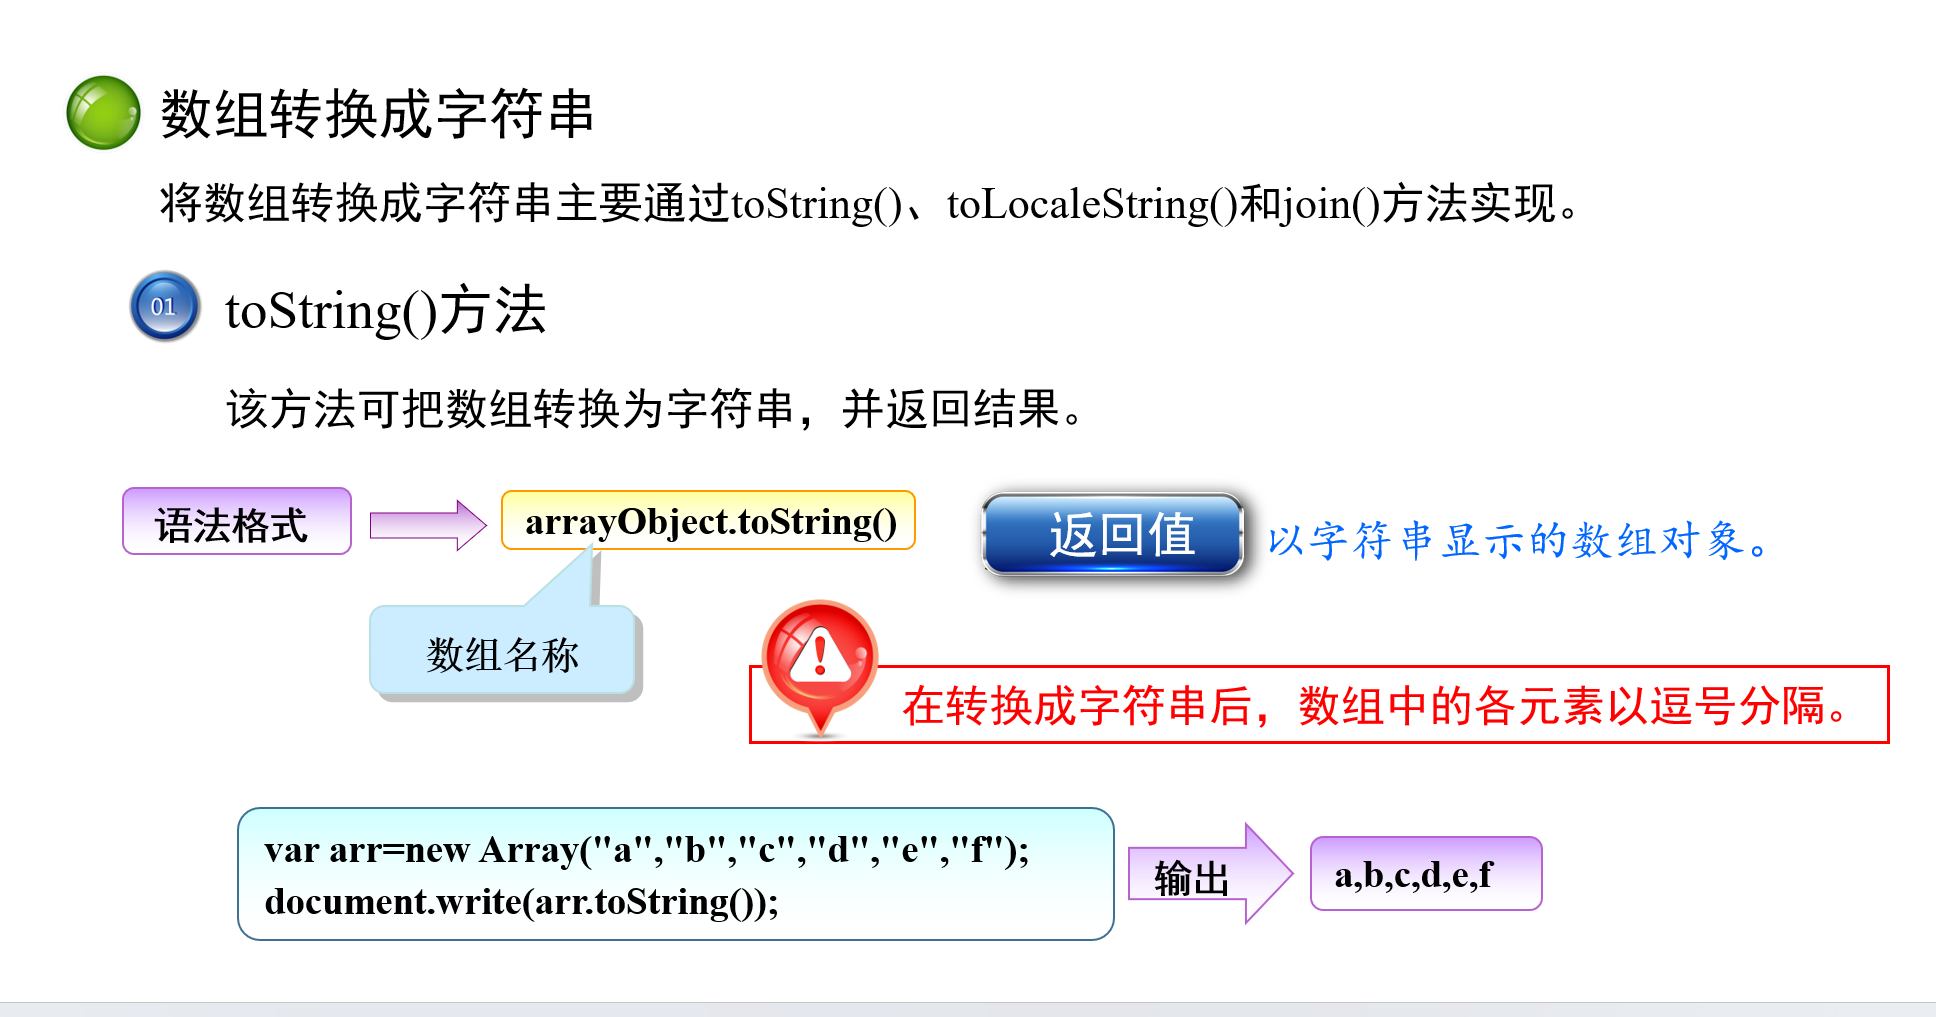 数组转换成字符串
将数组转换成字符串主要通过toString()、toLocaleString()和join()方法实现。
01
toString()方法
该方法可把数组转换为字符串，并返回结果。
语法格式
arrayObject.toString()
返回值
以字符串显示的数组对象。
数组名称
在转换成字符串后，数组中的各元素以逗号分隔。
var arr=new Array("a","b","c","d","e","f");
document.write(arr.toString());
输出
a,b,c,d,e,f